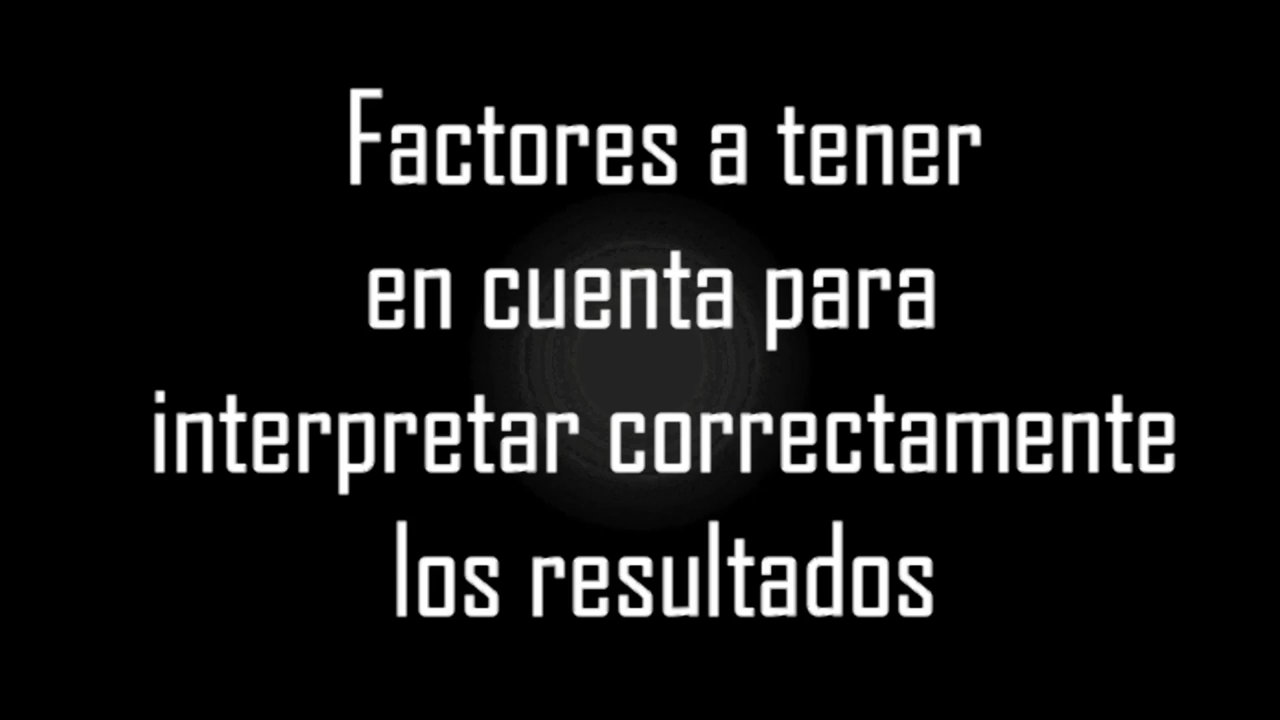 Factores a tener
en cuenta para
interpretar correctamente
los resultados